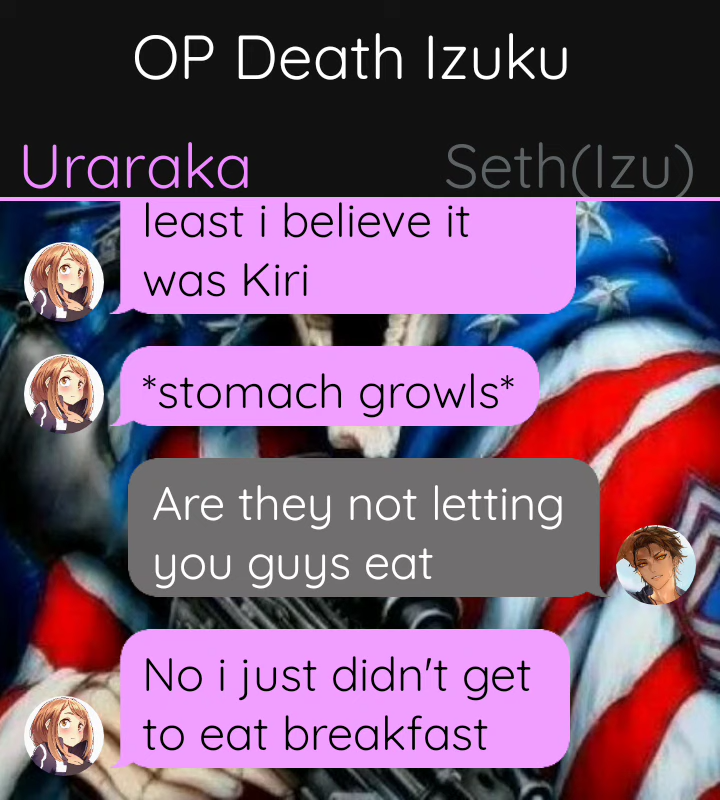 OP Death Izuku
Uraraka
Seth(Izu)
least i believe it
was Kiri
*stomach growls*
Are they not letting
you guys eat
No i just didn't get
to eat breakfast